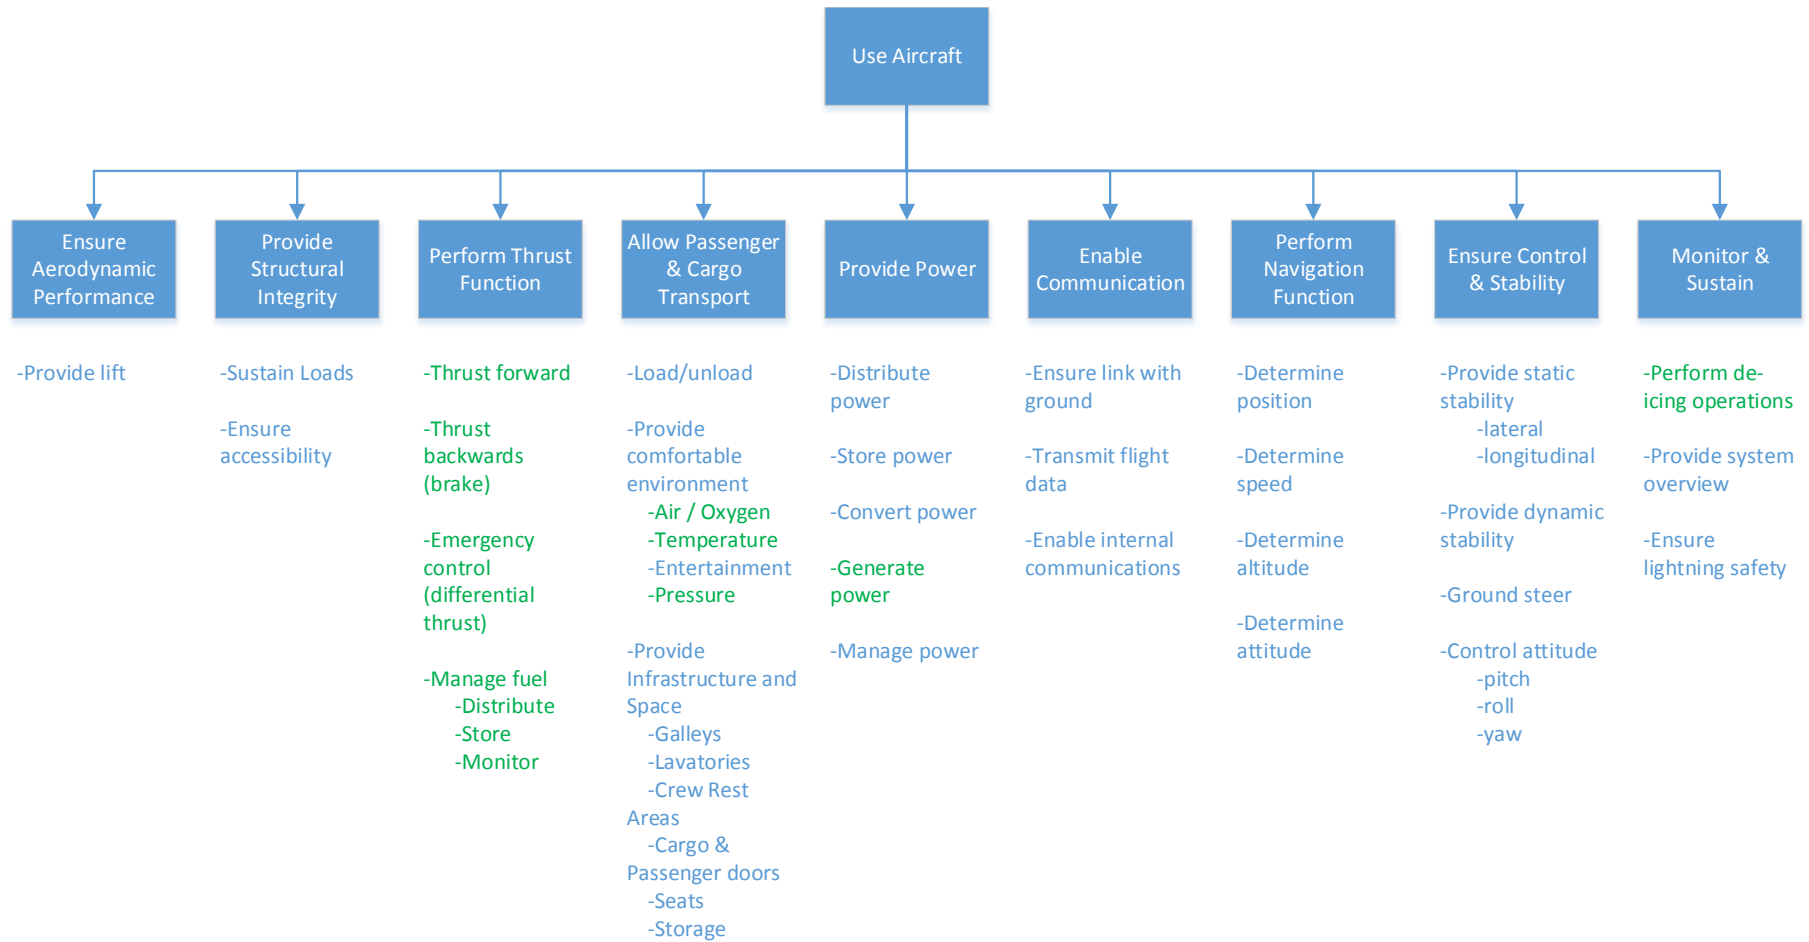 Use Aircraft
Ensure
Aerodynamic
Performance
Provide
Structural
Integrity
Perform Thrust
Function
Allow Passenger
& Cargo
Transport
Provide Power
Enable
Communication
Perform
Navigation
Function
Ensure Control
& Stability
Monitor &
Sustain
-Provide lift
-Sustain Loads
-Ensure
accessibility
-Thrust forward
-Thrust
backwards
(brake)
-Emergency
control
(differential
thrust)
-Manage fuel
-Distribute
-Store
-Monitor
-Load/unload
-Provide
comfortable
environment
-Air / Oxygen
-Temperature
-Entertainment
-Pressure
-Provide
Infrastructure and
Space
-Galleys
-Lavatories
-Crew Rest
Areas
-Cargo &
Passenger doors
-Seats
-Storage
-Distribute
power
-Store power
-Convert power
-Generate
power
-Manage power
-Ensure link with
ground
-Transmit flight
data
-Enable internal
communications
-Determine
position
-Determine
speed
-Determine
altitude
-Determine
attitude
-Provide static
stability
-lateral
-longitudinal
-Provide dynamic
stability
-Ground steer
-Control attitude
-pitch
-roll
-yaw
-Perform de-
icing operations
-Provide system
overview
-Ensure
lightning safety